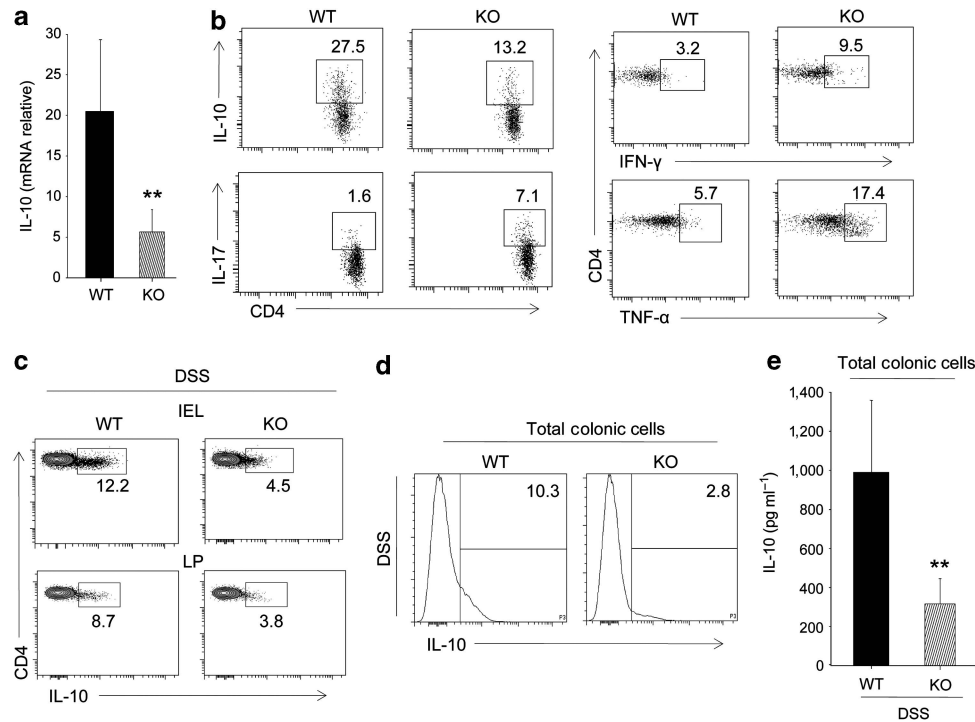 a
IL-10 (mRNA relative)
30
25
20
15
10
5
0
**
WT
KO
b
WT
KO
27.5
13.2
IL-10
1.6
7.1
IL-17
CD4
WT
KO
3.2
9.5
IFN-γ
5.7
17.4
CD4
TNF-α
c
DSS
IEL
WT
KO
12.2
4.5
LP
8.7
3.8
CD4
IL-10
d
Total colonic cells
WT
KO
10.3
2.8
DSS
P3
P3
IL-10
e
Total colonic cells
IL-10 (pg ml−1)
1,400
1,200
1,000
800
600
400
200
0
**
WT
KO
DSS